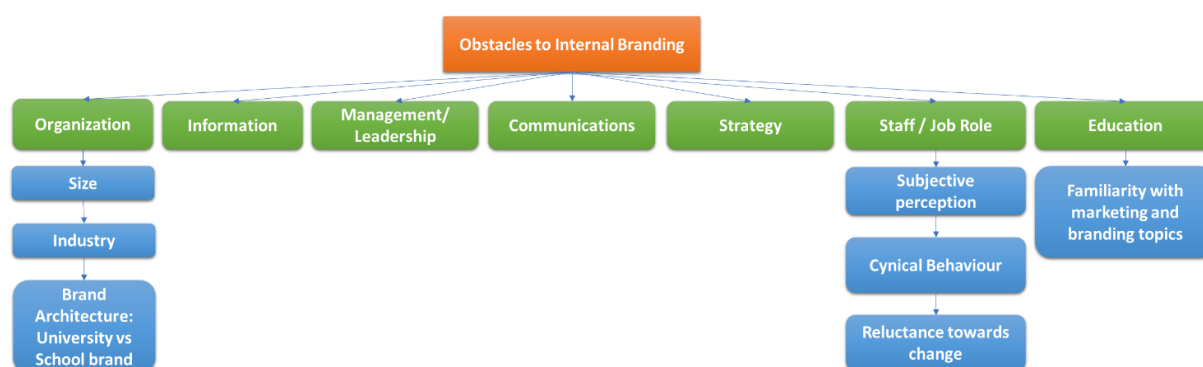 Obstacles to Internal Branding
Organization
Information
Management/
Leadership
Communications
Strategy
Staff / Job Role
Education
Size
Industry
Brand
Architecture:
University vs
School brand
Subjective
perception
Cynical Behaviour
Reluctance towards
change
Familiarity with
marketing and
branding topics